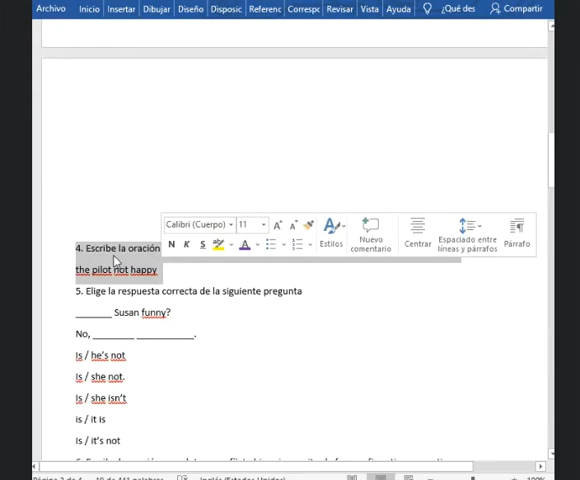 Archivo Inicio Insertar Dibujar Diseño Disposic Referenc Correspo Revisar Vista Ayuda ¿Qué des Compartir
Calibri (Cuerpo) 11
N K S
Estilos Nuevo comentario Centrar Espaciado entre líneas y párrafos Párrafo
4. Escribe la oración
the pilot not happy
5. Elige la respuesta correcta de la siguiente pregunta
_______ Susan funny?
No, ________ ___________.
Is / he's not
Is / she not.
Is / she isn't
is / it is
Is / it's not
Inglés (Estados Unidos)
100%